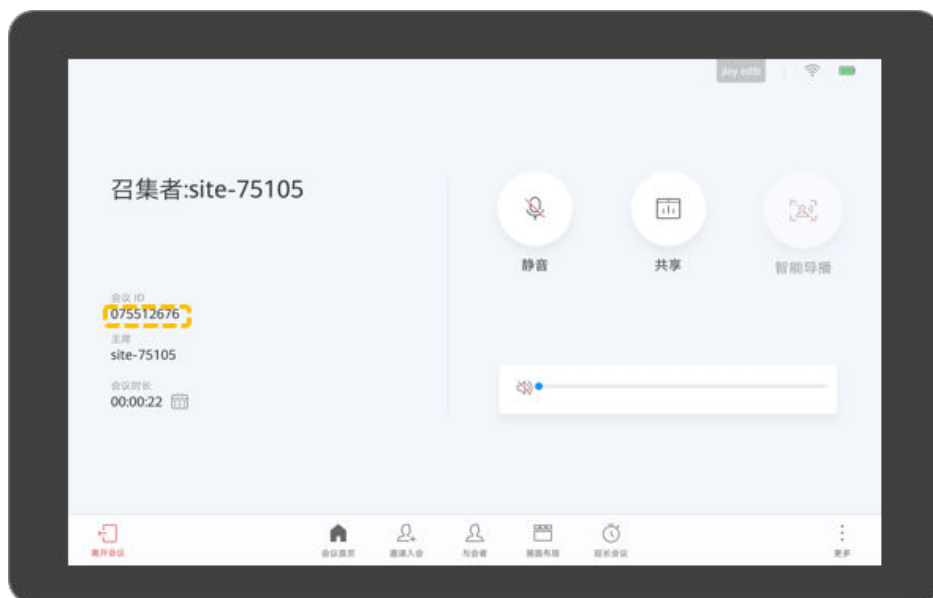 召集者:site-75105
会议 ID
075512676
主席
site-75105
会议时长
00:00:22
静音
共享
智能导播
离开会议
会议首页
邀请入会
与会者
画面布局
延长会议
更多